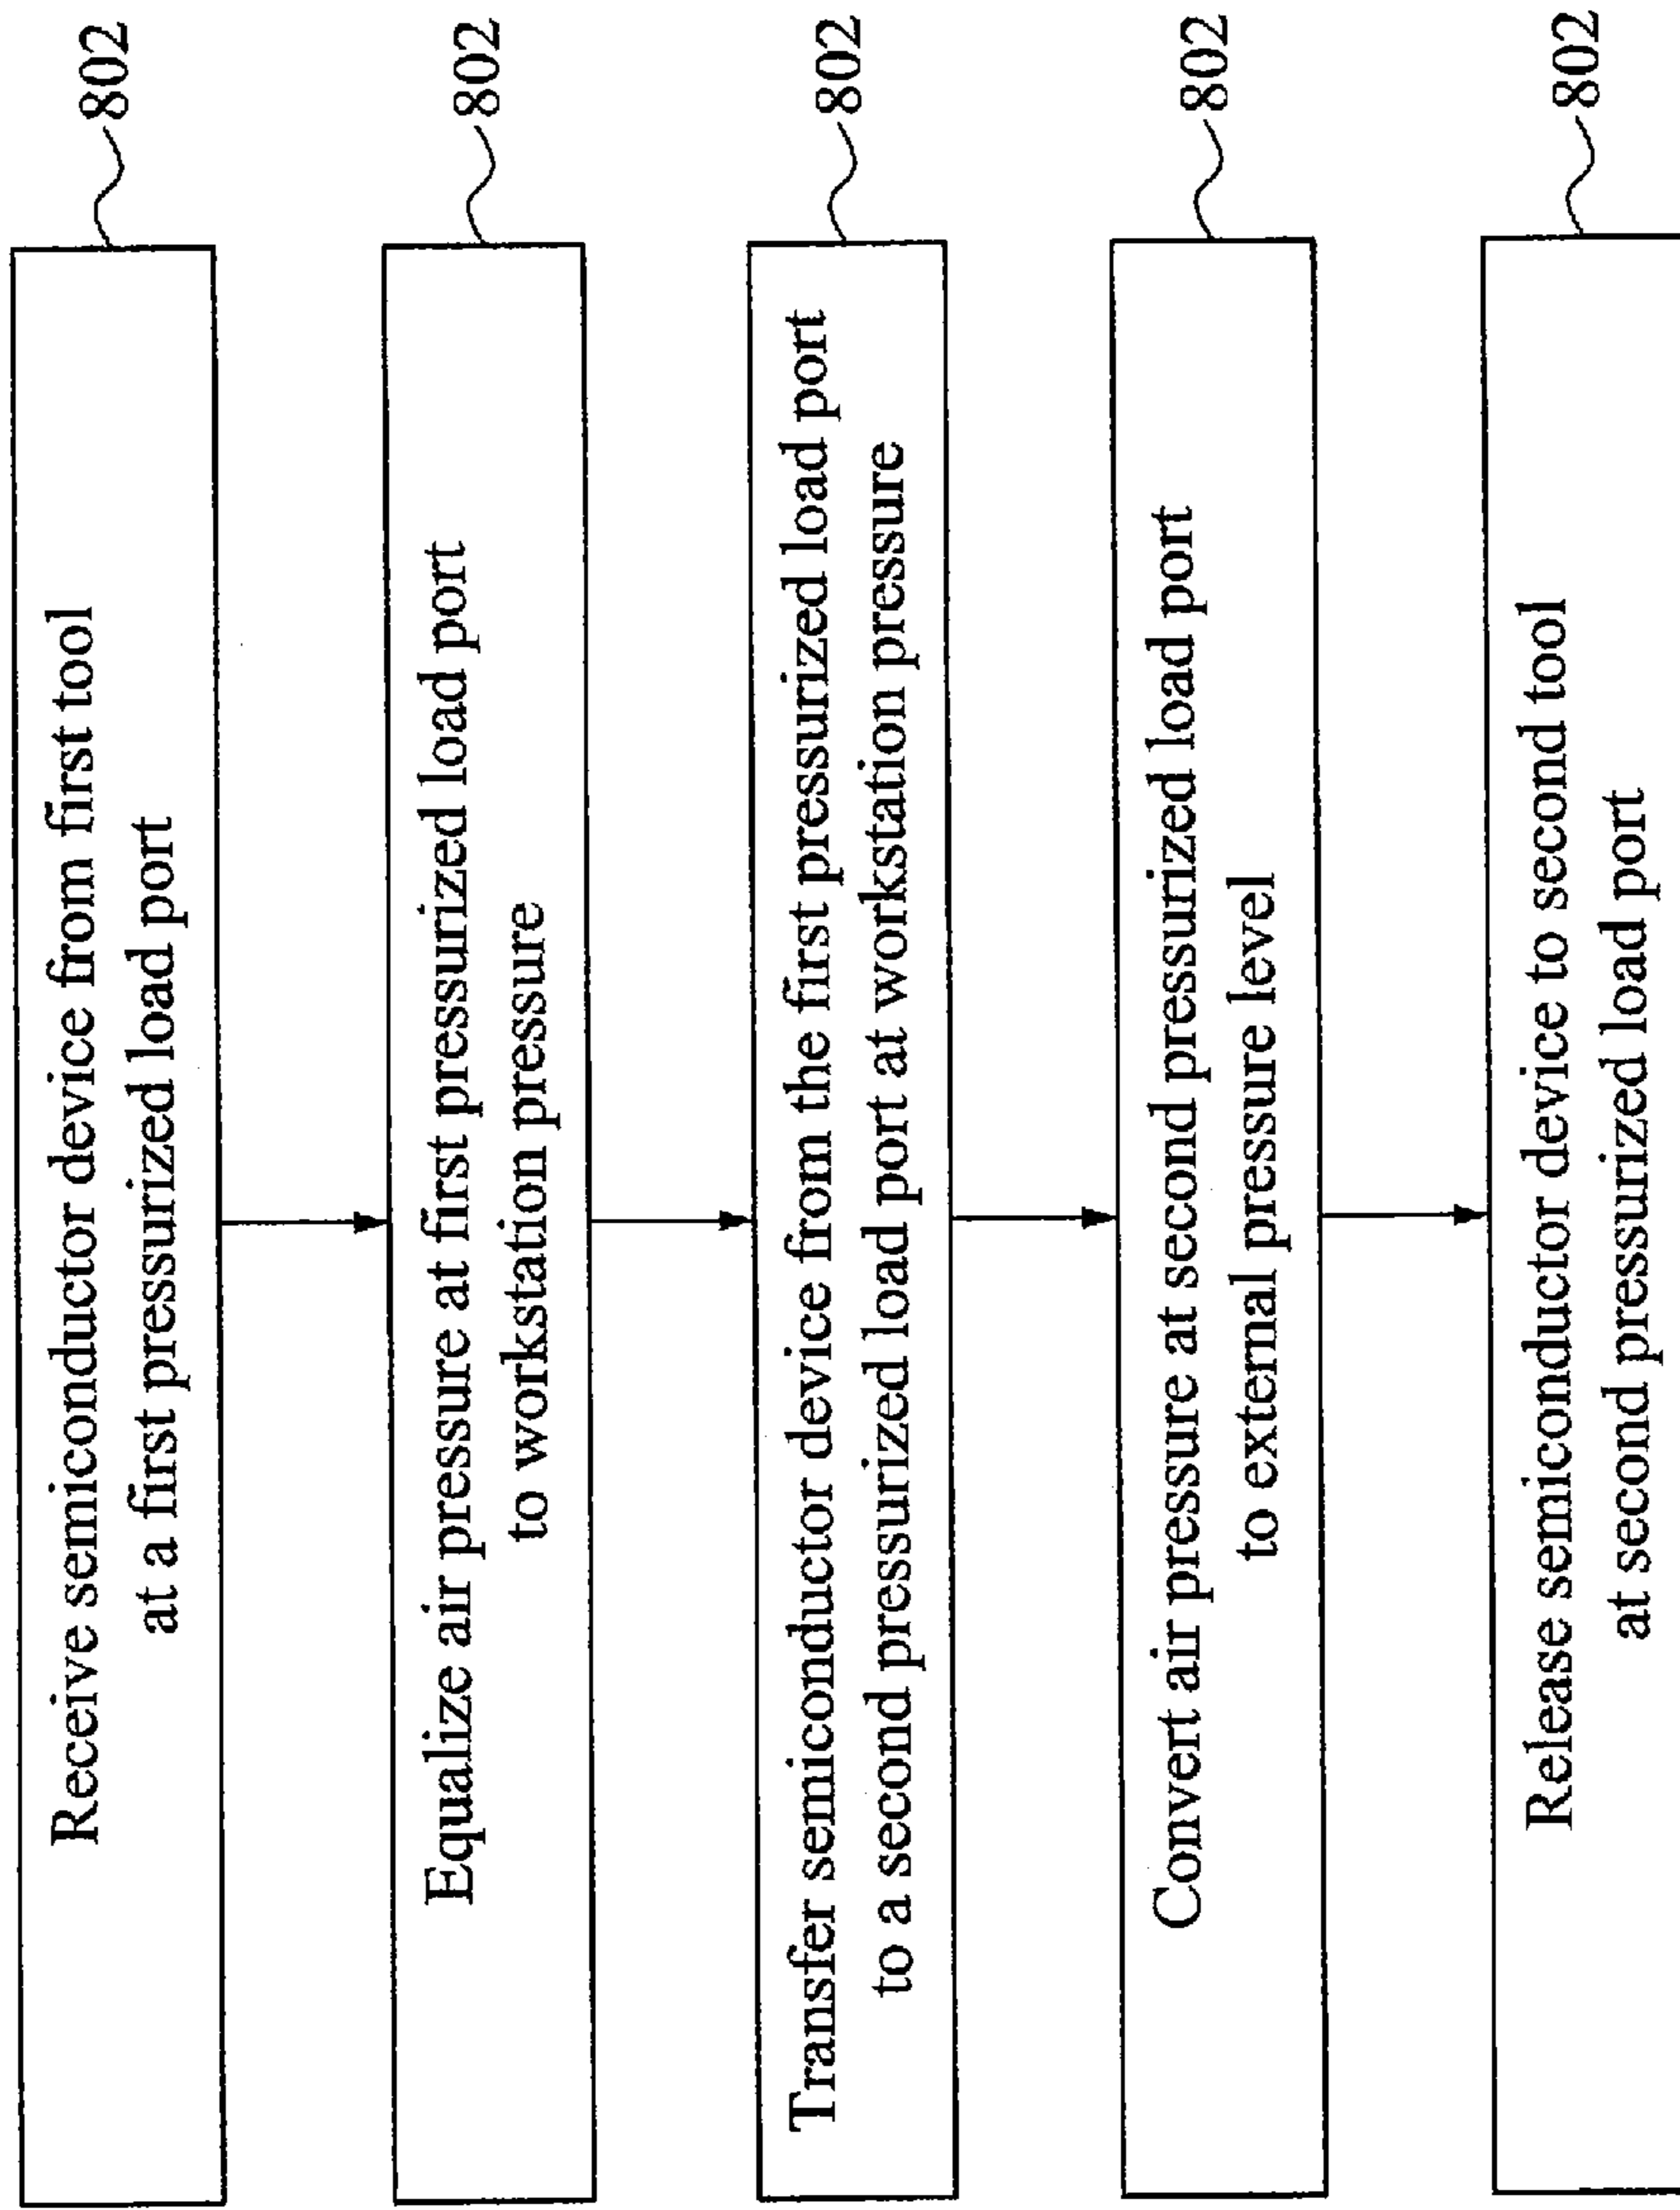 Receive semiconductor device from first tool
at a first pressurized load port
802
Equalize air pressure at first pressurized load port
to workstation pressure
802
Transfer semiconductor device from the first pressurized load port
to a second pressurized load port at workstation pressure
802
Convert air pressure at second pressurized load port
to external pressure level
802
Release semiconductor device to second tool
at second pressurized load port
802